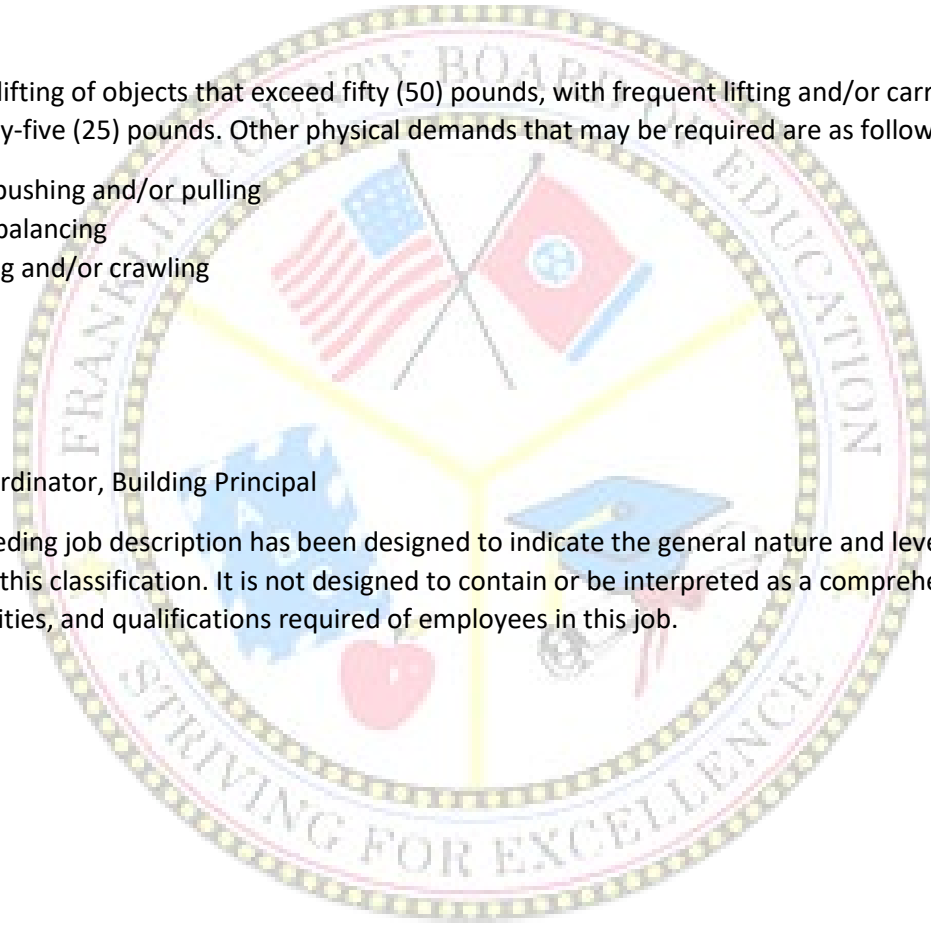 lifting of objects that exceed fifty (50) pounds, with frequent lifting and/or carr
y-five (25) pounds. Other physical demands that may be required are as follow
pushing and/or pulling
balancing
g and/or crawling
rdinator, Building Principal
eding job description has been designed to indicate the general nature and leve
this classification. It is not designed to contain or be interpreted as a comprehe
ities, and qualifications required of employees in this job.
FRANKLIN COUNTY BOARD OF EDUCATION
STRIVING FOR EXCELLENCE